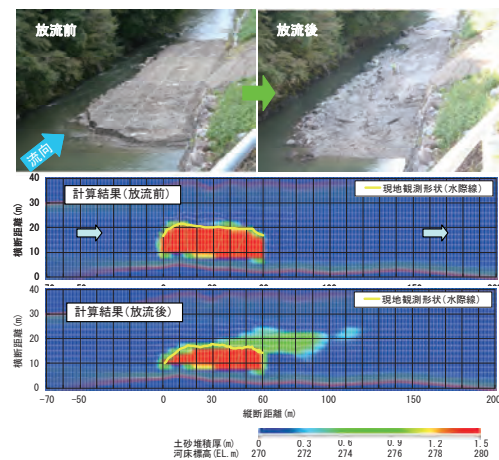 放流前
放流後
流向
計算結果(放流前)
現地観測形状(水際線)
横断距離(m)
40
30
20
10
0
-70 -50 0 30 60 100 150 200
計算結果(放流後)
現地観測形状(水際線)
横断距離(m)
40
30
20
10
0
-70 -50 0 30 60 100 150 200
縦断距離(m)
土砂堆積厚(m) 0 0.3 0.6 0.9 1.2 1.5
河床標高(EL.m) 270 272 274 276 278 280